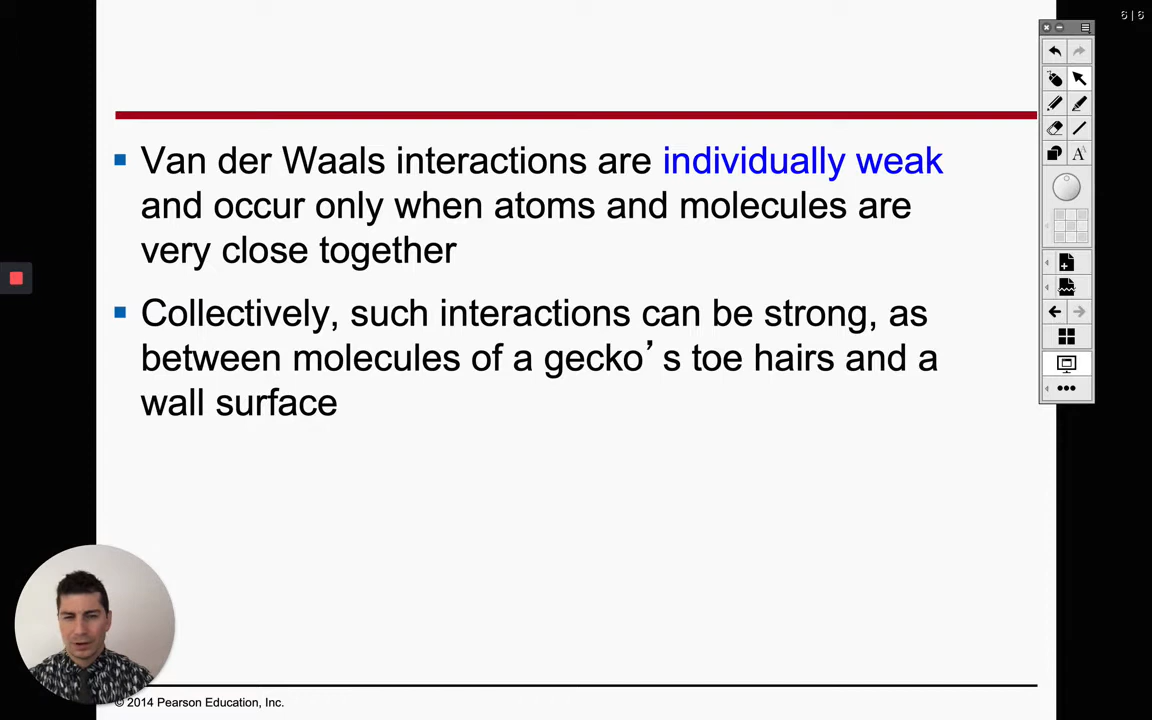 6 | 6
Van der Waals interactions are individually weak
and occur only when atoms and molecules are
very close together
Collectively, such interactions can be strong, as
between molecules of a gecko’s toe hairs and a
wall surface
A
© 2014 Pearson Education, Inc.